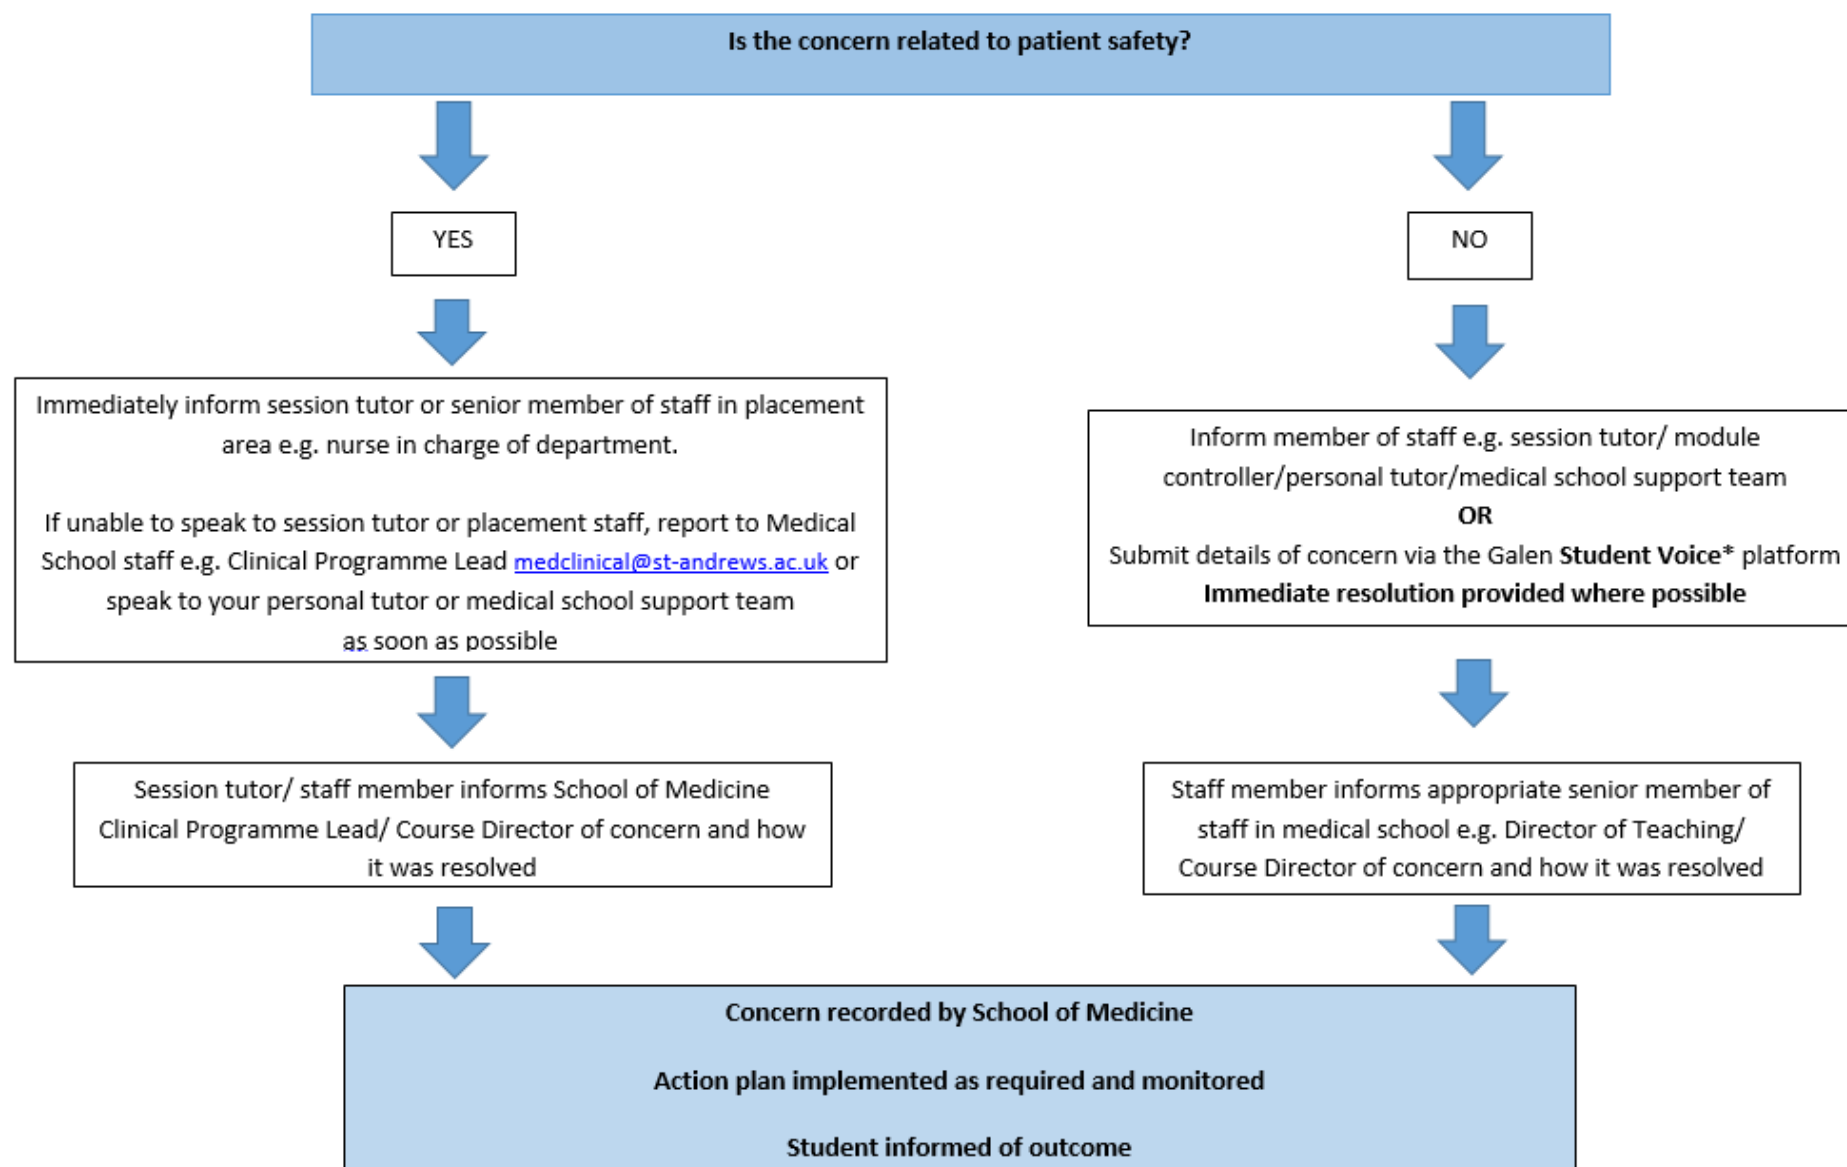 Is the concern related to patient safety?
YES
NO
Immediately inform session tutor or senior member of staff in placement
area e.g. nurse in charge of department.
If unable to speak to session tutor or placement staff, report to Medical
School staff e.g. Clinical Programme Lead medclinical@st-andrews.ac.uk or
speak to your personal tutor or medical school support team
as soon as possible
Inform member of staff e.g. session tutor/ module
controller/personal tutor/medical school support team
OR
Submit details of concern via the Galen Student Voice* platform
Immediate resolution provided where possible
Session tutor/ staff member informs School of Medicine
Clinical Programme Lead/ Course Director of concern and how
it was resolved
Staff member informs appropriate senior member of
staff in medical school e.g. Director of Teaching/
Course Director of concern and how it was resolved
Concern recorded by School of Medicine
Action plan implemented as required and monitored
Student informed of outcome